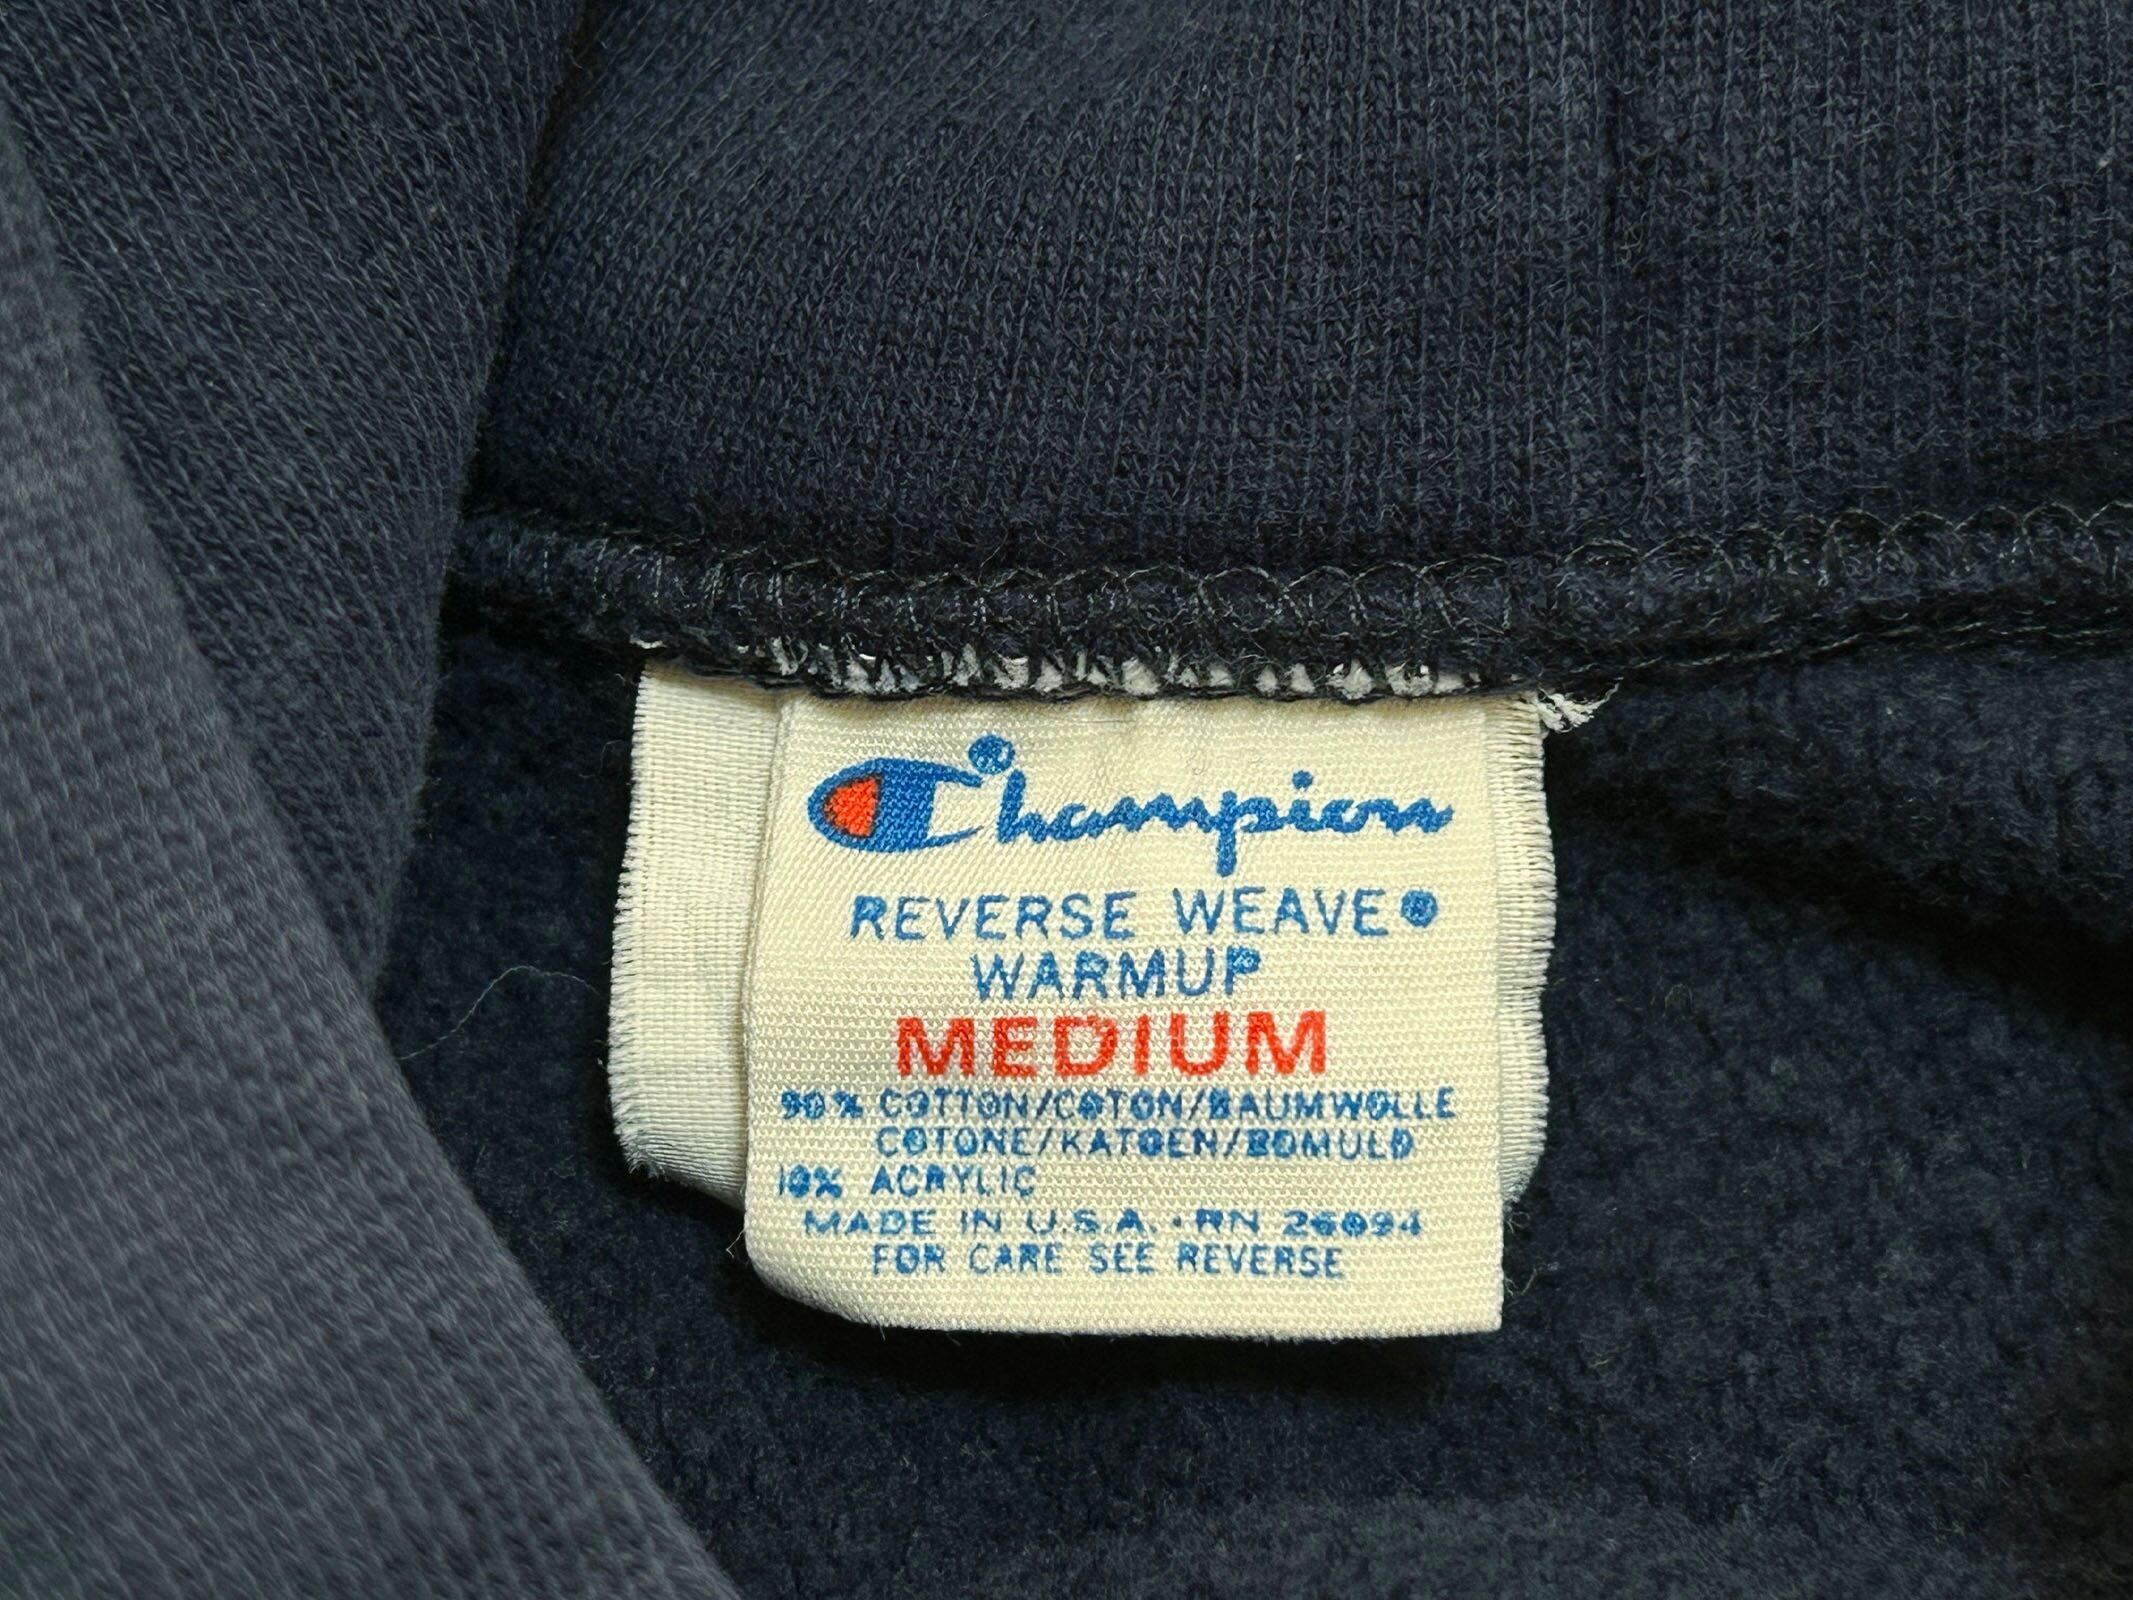 Champion
REVERSE WEAVE®
WARMUP
MEDIUM
90% COTTON/COTON/BAUMWOLLE
COTONE/KATOEN/BOMULD
10% ACRYLIC
MADE IN U.S.A. · RN 26094
FOR CARE SEE REVERSE